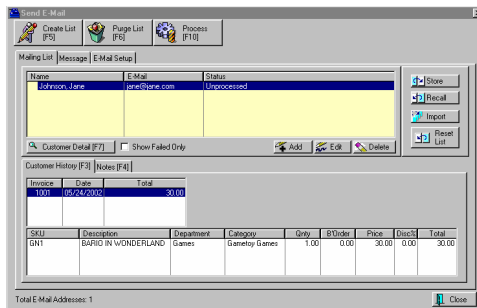 Send E-Mail
Create List [F5]
Purge List [F6]
Process [F10]
Mailing List Message E-Mail Setup
Name E-Mail Status
Johnson, Jane jane@jane.com Unprocessed
Store
Recall
Import
Reset List
Customer Detail [F7] Show Failed Only Add Edit Delete
Customer History [F3] Notes [F4]
Invoice Date Total
1001 05/24/2002 30.00
SKU Description Department Category Qnty B'Order Price Disc% Total
GN1 BARIO IN WONDERLAND Games Gametoy Games 1.00 0.00 30.00 0.00 30.00
Total E-Mail Addresses: 1
Close